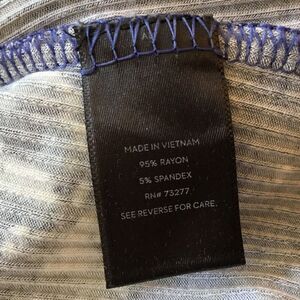 MADE IN VIETNAM
95% RAYON
5% SPANDEX
RN# 73277
SEE REVERSE FOR CARE.